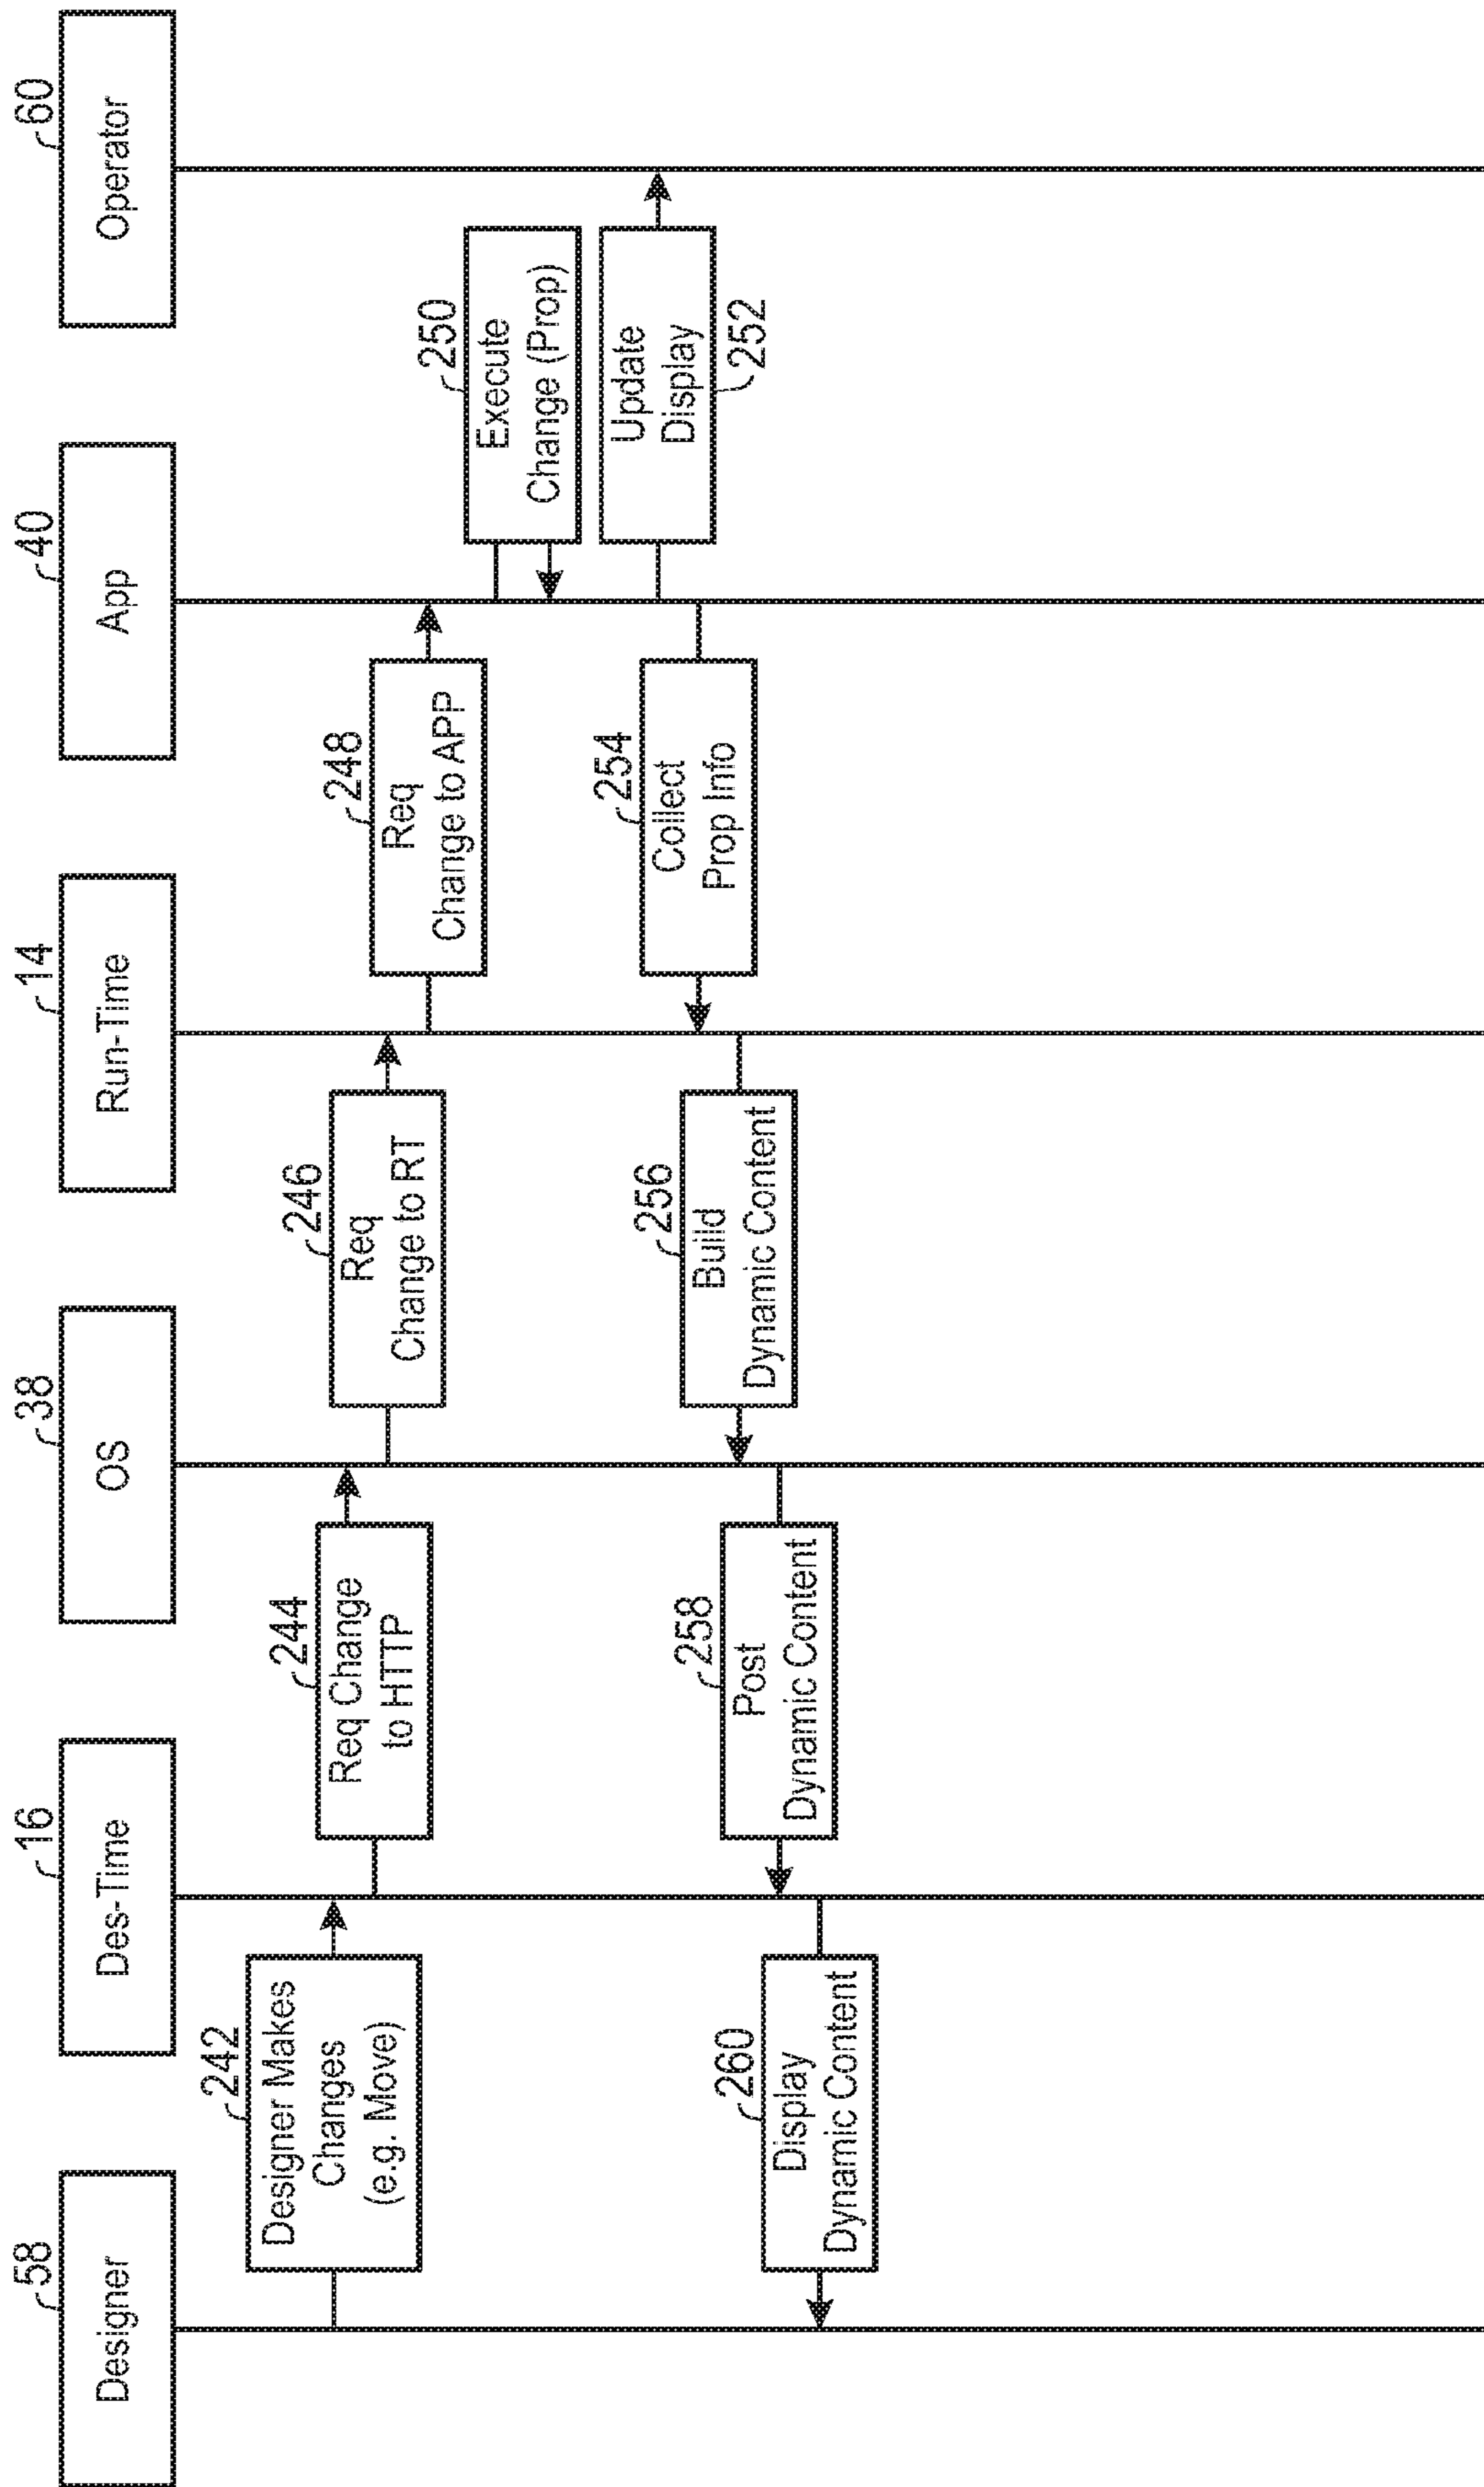 58
Designer
16
Des-Time
38
OS
14
Run-Time
40
App
60
Operator
242
Designer Makes
Changes
(e.g. Move)
244
Req Change
to HTTP
246
Req
Change to RT
248
Req
Change to APP
250
Execute
Change (Prop)
Update
Display
252
254
Collect
Prop Info
256
Build
Dynamic Content
258
Post
Dynamic Content
260
Display
Dynamic Content